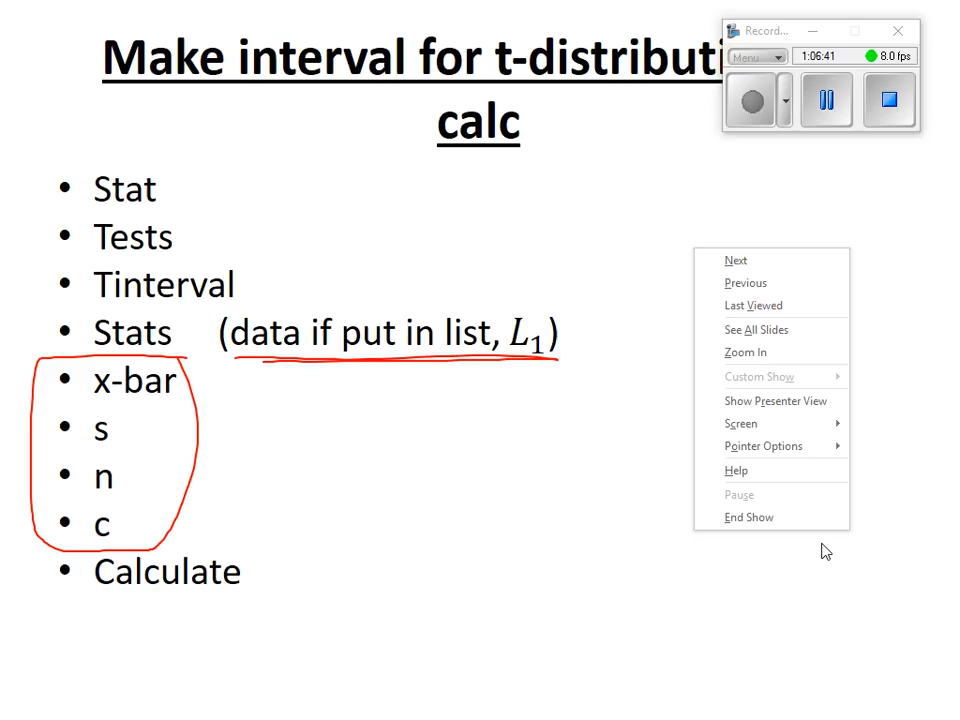 Make interval for t-distributi
calc
• Stat
• Tests
• Tinterval
• Stats (data if put in list, L₁)
• x-bar
• s
• n
• c
• Calculate
Record...
Menu
1:06:41
8.0 fps
Next
Previous
Last Viewed
See All Slides
Zoom In
Custom Show
Show Presenter View
Screen
Pointer Options
Help
Pause
End Show